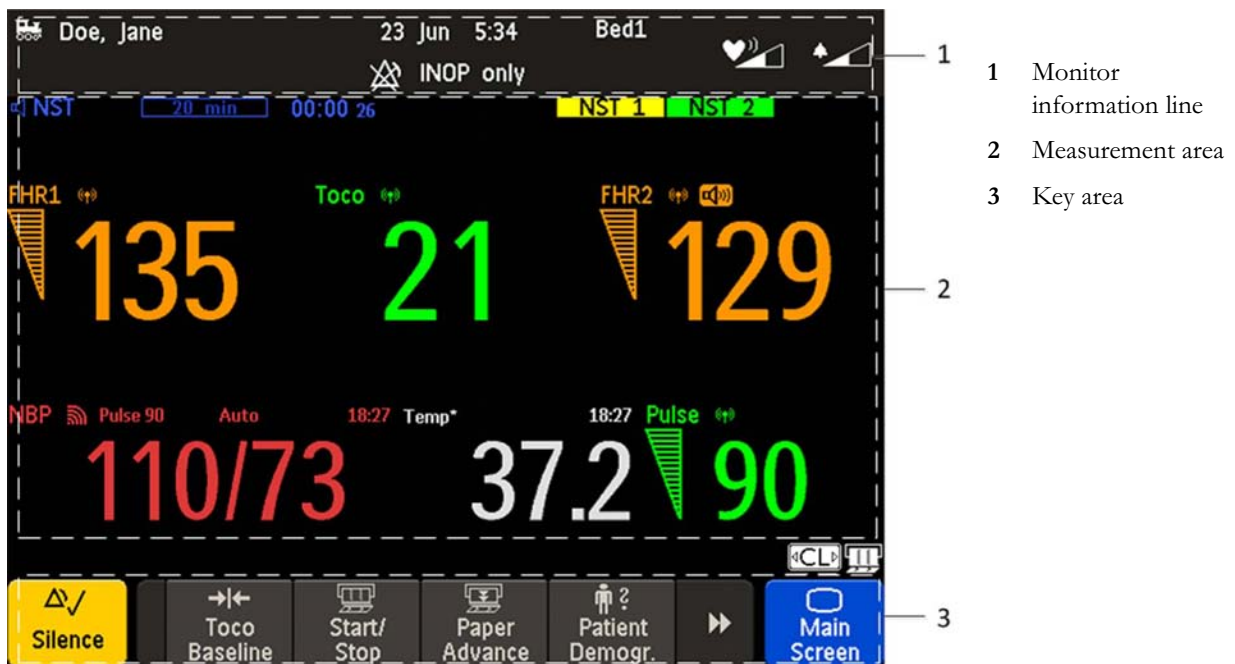 Doe, Jane 23 Jun 5:34 Bed1
INOP only
NST 20 min 00:00 26 NST 1 NST 2
FHR1 Toco FHR2
135 21 129
NBP Pulse 90 Auto 18:27 Temp* 18:27 Pulse
110/73 37.2 90
CL
Silence
Toco
Baseline
Start/
Stop
Paper
Advance
Patient
Demogr.
Main
Screen
1
2
3
1 Monitor
information line
2 Measurement area
3 Key area